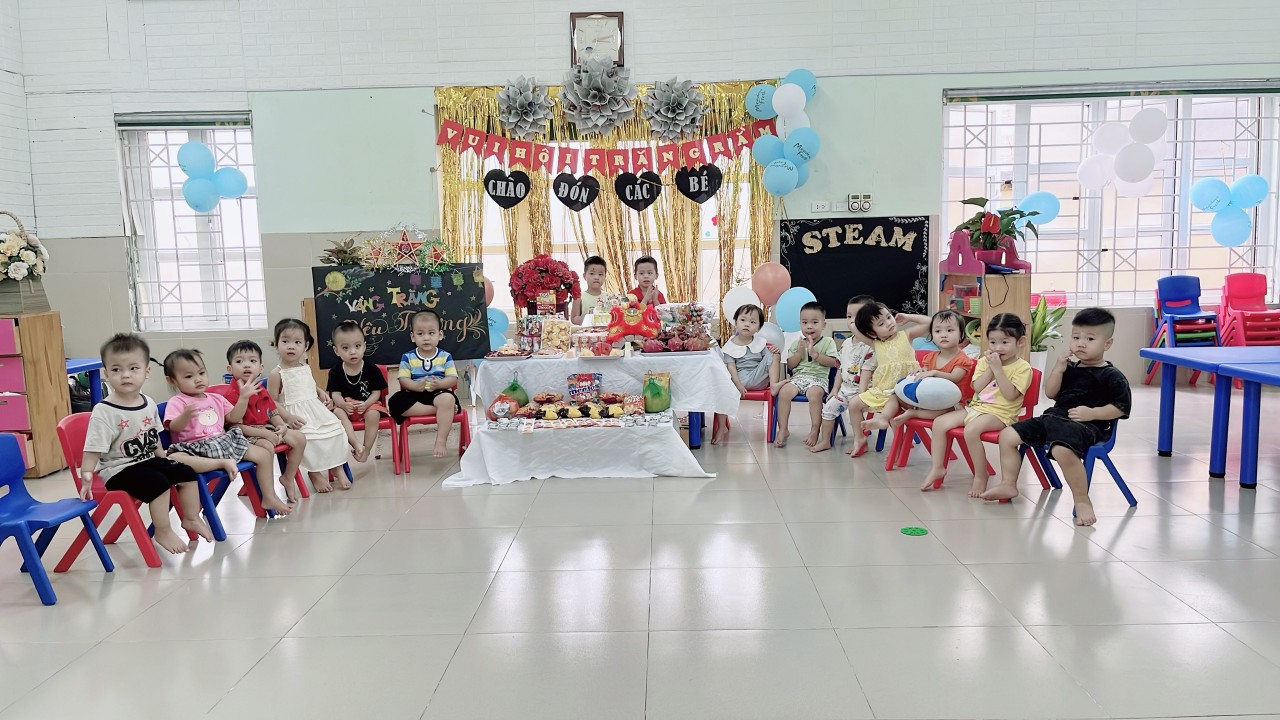 VUI HỘI TRĂNG RẰM
CHÀO ĐÓN CÁC BÉ
STEAM
VẦNG TRĂNG
Yêu Thương